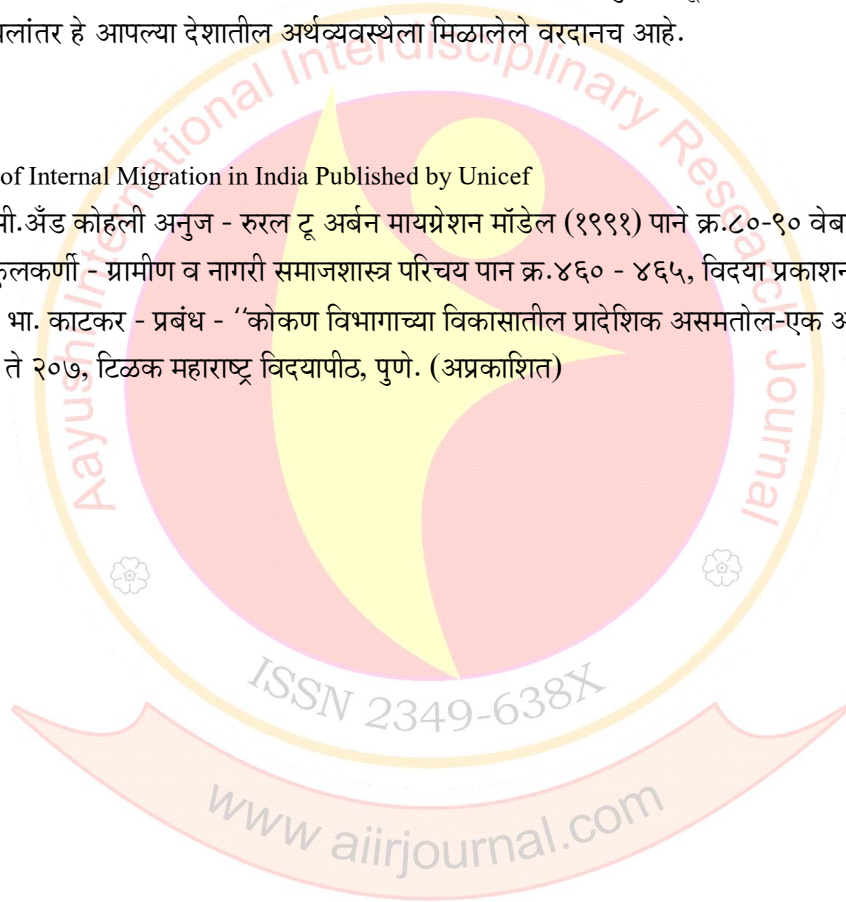 स्थलांतर हे आपल्या देशातील अर्थव्यवस्थेला मिळालेले वरदानच आहे.
of Internal Migration in India Published by Unicef
सी.अँड कोहली अनुज - रुरल टू अर्बन मायग्रेशन मॉडेल (१९९१) पाने क्र.८०-९०
कुलकर्णी - ग्रामीण व नागरी समाजशास्त्र परिचय पान क्र.४६० - ४६५, विदया प्रकाशन
भा. काटकर - प्रबंध - ‘‘कोकण विभागाच्या विकासातील प्रादेशिक असमतोल-एक
ते २०७, टिळक महाराष्ट्र विदयापीठ, पुणे. (अप्रकाशित)
Aayushi International Interdisciplinary Research Journal
ISSN 2349-638X
www.aiirjournal.com